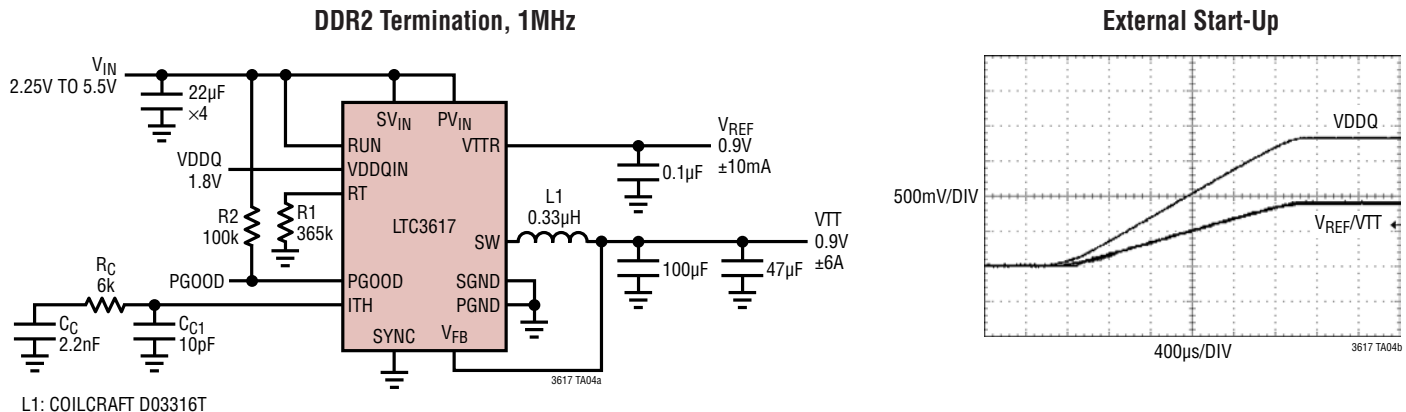 DDR2 Termination, 1MHz
VIN
2.25V TO 5.5V
22µF
×4
SVIN
PVIN
RUN
VTTR
VREF
0.9V
±10mA
0.1µF
VDDQ
1.8V
VDDQIN
RT
R2
100k
R1
365k
LTC3617
L1
0.33µH
SW
VTT
0.9V
±6A
100µF
47µF
RC
6k
PGOOD
PGOOD
SGND
PGND
ITH
CC
2.2nF
CC1
10pF
SYNC
VFB
3617 TA04a
L1: COILCRAFT D03316T
External Start-Up
VDDQ
500mV/DIV
VREF/VTT
400µs/DIV
3617 TA04b